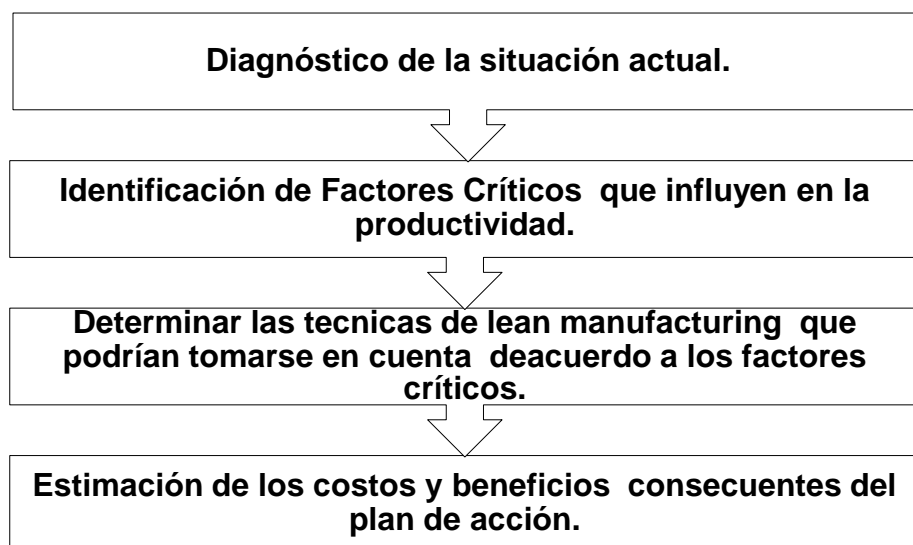 Diagnóstico de la situación actual.
Identificación de Factores Críticos que influyen en la
productividad.
Determinar las tecnicas de lean manufacturing que
podrían tomarse en cuenta deacuerdo a los factores
críticos.
Estimación de los costos y beneficios consecuentes del
plan de acción.